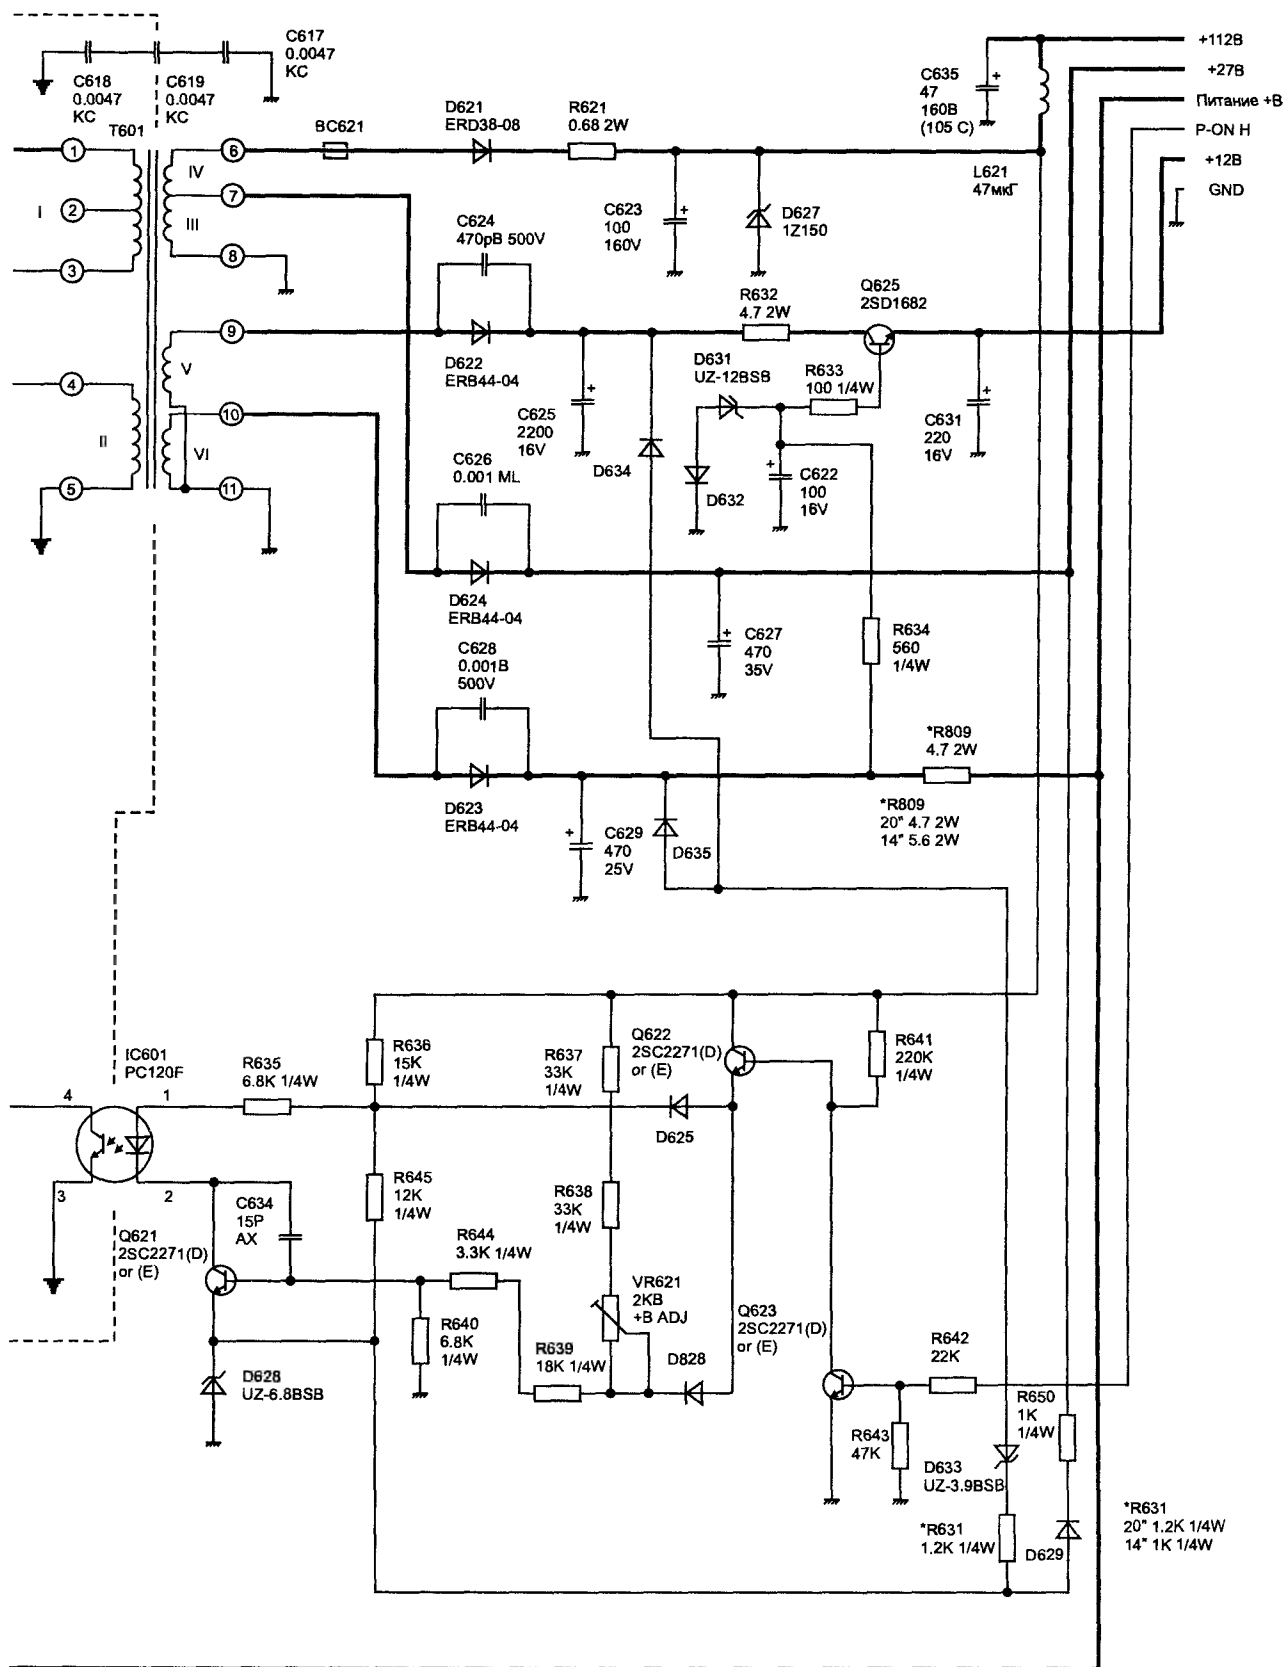 C617
0.0047
KC
C618
0.0047
KC
C619
0.0047
KC
T601
1
2
3
4
5
I
II
6
7
8
9
10
11
IV
III
V
VI
BC621
D621
ERD38-08
R621
0.68 2W
C635
47
160В
(105 C)
+112В
+27В
Питание +В
P-ON H
+12В
GND
L621
47мкГ
C623
100
160V
D627
1Z150
C624
470pB 500V
D622
ERB44-04
C625
2200
16V
R632
4.7 2W
Q625
2SD1682
D631
UZ-12BSB
R633
100 1/4W
C631
220
16V
D634
D632
C622
100
16V
C626
0.001 ML
D624
ERB44-04
C627
470
35V
R634
560
1/4W
C628
0.001B
500V
D623
ERB44-04
C629
470
25V
D635
*R809
4.7 2W
*R809
20" 4.7 2W
14" 5.6 2W
IC601
PC120F
4
1
3
2
R635
6.8K 1/4W
R636
15K
1/4W
R637
33K
1/4W
Q622
2SC2271(D)
or (E)
R641
220K
1/4W
D625
R645
12K
1/4W
R638
33K
1/4W
C634
15P
AX
Q621
2SC2271(D)
or (E)
R644
3.3K 1/4W
VR621
2KB
+B ADJ
Q623
2SC2271(D)
or (E)
R640
6.8K
1/4W
R639
18K 1/4W
D828
R642
22K
D628
UZ-6.8BSB
R643
47K
R650
1K
1/4W
D633
UZ-3.9BSB
*R631
1.2K 1/4W
D629
*R631
20" 1.2K 1/4W
14" 1K 1/4W